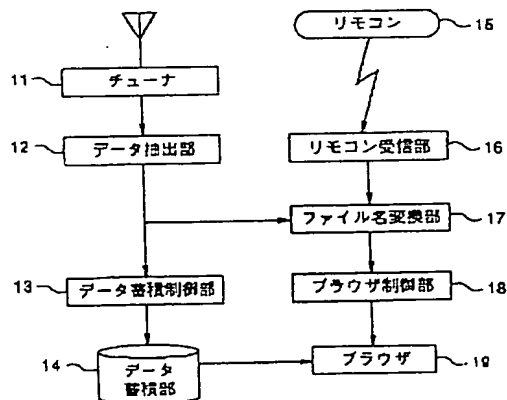 リモコン 15
11 チューナ
12 データ抽出部
リモコン受信部 16
ファイル名変換部 17
13 データ蓄積制御部
ブラウザ制御部 18
14 データ
蓄積部
ブラウザ 19